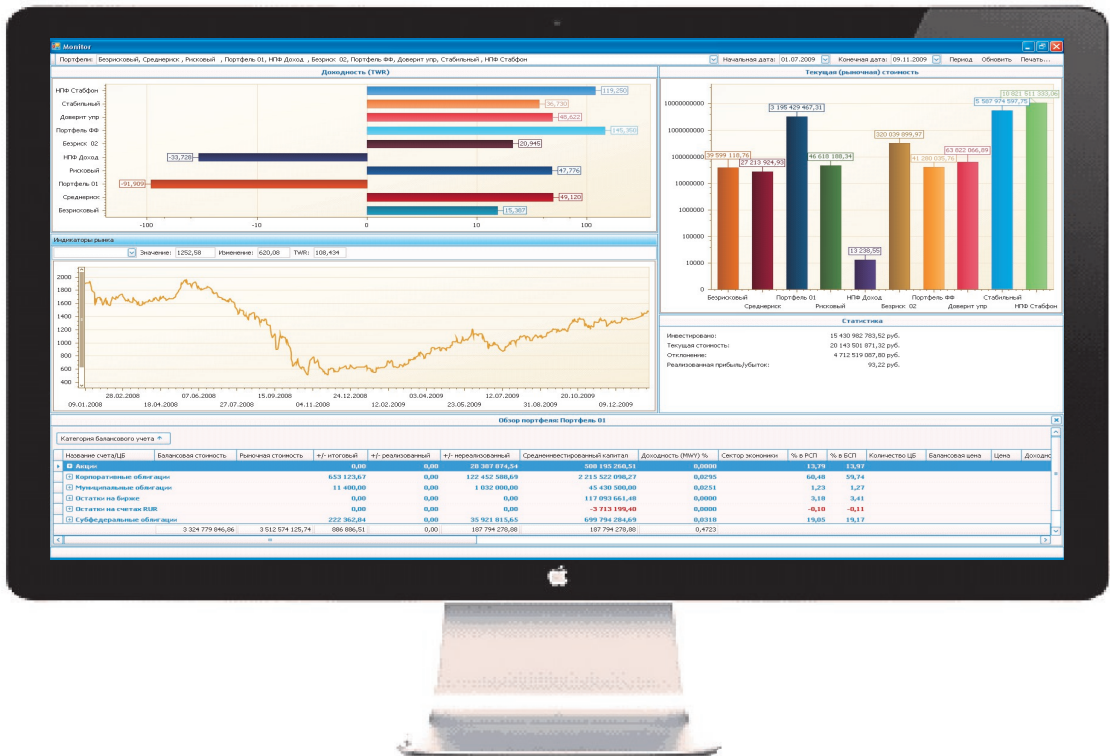 Monitor
Портфели: Безрисковый, Среднериск , Рисковый , Портфель 01, НПФ Доход , Безриск 02, Портфель ФФ, Доверит упр, Стабильный , НПФ Стабфон Начальная дата: 01.07.2009 Конечная дата: 09.11.2009 Период Обновить Печать...
Доходность (TWR)
НПФ Стабфон 119,250
Стабильный 36,730
Доверит упр 48,622
Портфель ФФ
Безриск 02 20,945
НПФ Доход -33,728
Рисковый 47,776
Портфель 01 -91,909
Среднериск 49,120
Безрисковый 15,387
-100 -10 0 10 100
Текущая (рыночная) стоимость
1000000000
100000000
10000000
1000000
100000
10000
0
39 599 118,76
27 213 924,93
3 195 429 467,31
46 618 180,34
13 238,55
320 039 899,97
41 280 035,76
63 822 066,89
5 587 974 597,75
10 821 511 333,06
Безрисковый Портфель 01 НПФ Доход Портфель ФФ Стабильный
Среднериск Рисковый Безриск 02 Доверит упр НПФ Стабфон
Индикаторы рынка
Значение: 1252,58 Изменение: 620,08 TWR: 108,434
2000
1800
1600
1400
1200
1000
800
600
400
28.02.2008 07.06.2008 15.09.2008 24.12.2008 03.04.2009 12.07.2009 20.10.2009
09.01.2008 18.04.2008 27.07.2008 04.11.2008 12.02.2009 23.05.2009 31.08.2009 09.12.2009
Статистика
Инвестировано: 15 430 982 783,52 руб.
Текущая стоимость: 20 143 501 871,32 руб.
Отклонение: 4 712 519 087,80 руб.
Реализованная прибыль/убыток: 93,22 руб.
Обзор портфеля: Портфель 01
Категория балансового учета
Название счета/ЦБ Балансовая стоимость Рыночная стоимость +/- итоговый +/- реализованный +/- нереализованный Среднеинвестированный капитал Доходность (MWY) % Сектор экономики % в РСП % в БСП Количество ЦБ Балансовая цена Цена Доходно
Акции 0,00 0,00 28 387 874,54 508 195 260,51 0,0000 13,79 13,97
Корпоративные облигации 653 123,67 0,00 122 452 588,69 2 215 522 098,27 0,0295 60,48 59,74
Муниципальные облигации 11 400,00 0,00 1 032 000,00 45 430 500,00 0,0251 1,23 1,27
Остатки на бирже 0,00 0,00 0,00 117 093 661,48 0,0000 3,18 3,41
Остатки на счетах RUR 0,00 0,00 0,00 -3 713 199,40 0,0000 -0,10 -0,11
Субфедеральные облигации 222 362,84 0,00 35 921 815,65 699 794 284,69 0,0318 19,05 19,17
3 324 779 846,86 3 512 574 125,74 886 886,51 0,00 187 794 278,88 187 794 278,88 0,4723